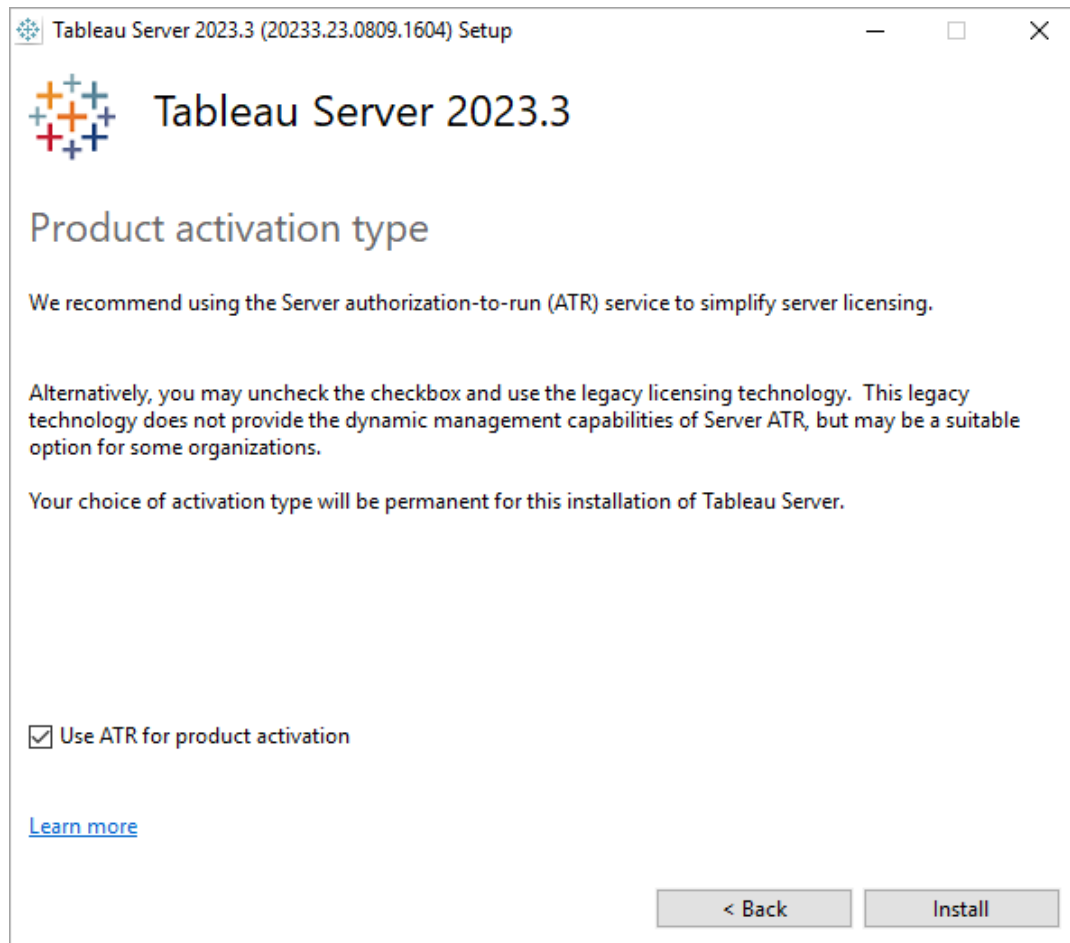 Tableau Server 2023.3 (20233.23.0809.1604) Setup
Tableau Server 2023.3
Product activation type
We recommend using the Server authorization-to-run (ATR) service to simplify server licensing.
Alternatively, you may uncheck the checkbox and use the legacy licensing technology.  This legacy
technology does not provide the dynamic management capabilities of Server ATR, but may be a suitable
option for some organizations.
Your choice of activation type will be permanent for this installation of Tableau Server.
Use ATR for product activation
Learn more
< Back
Install